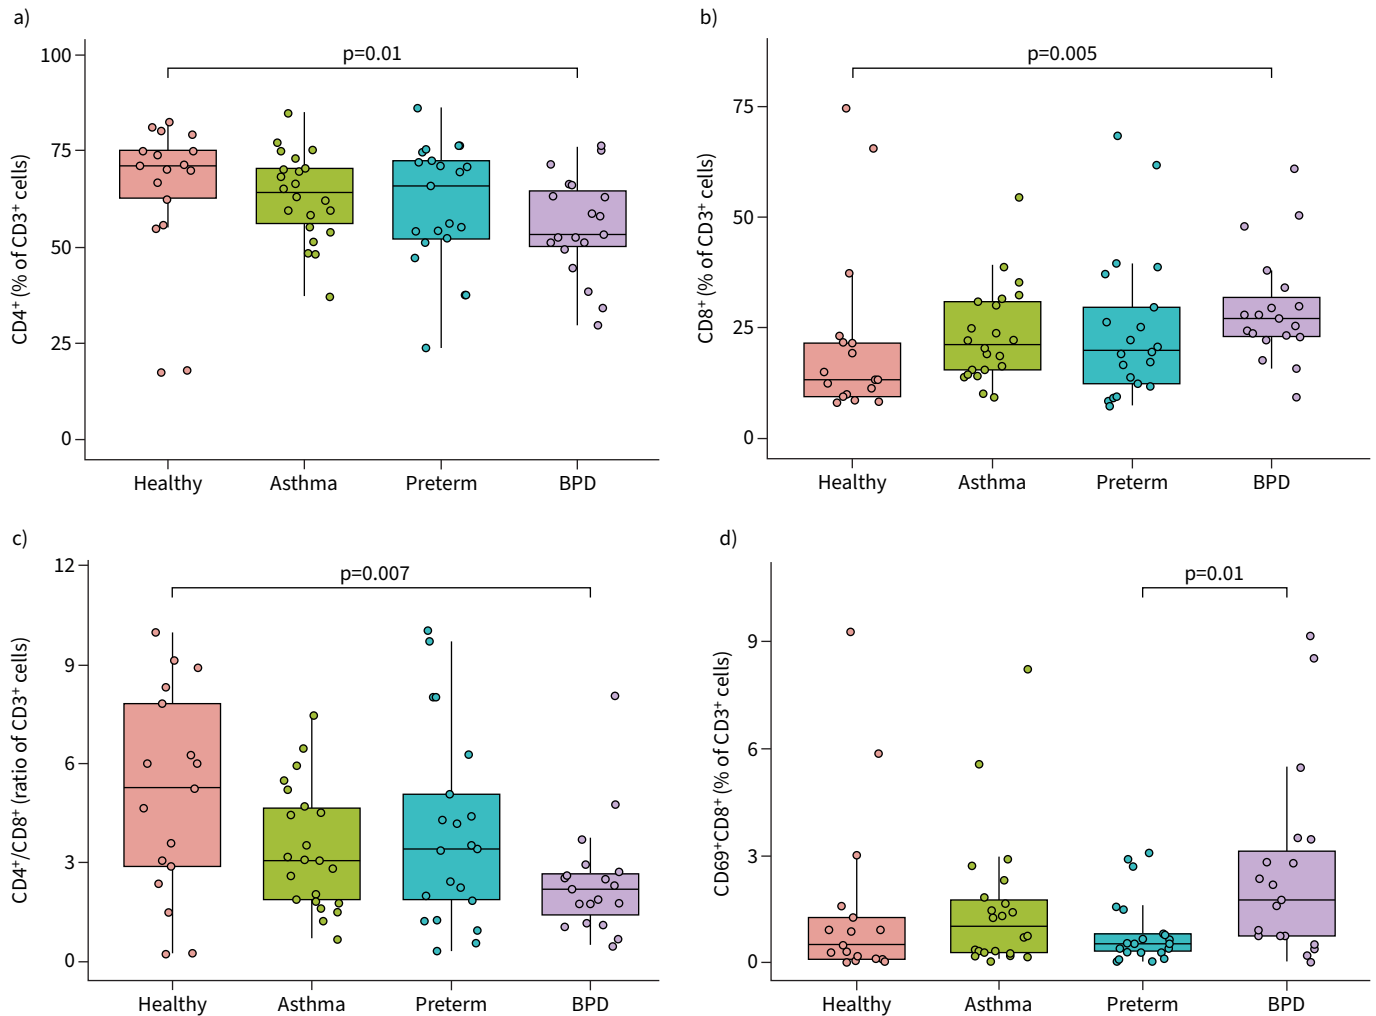 a)
p=0.01
100
75
50
25
0
CD4⁺ (% of CD3⁺ cells)
Healthy Asthma Preterm BPD
b)
p=0.005
75
50
25
0
CD8⁺ (% of CD3⁺ cells)
Healthy Asthma Preterm BPD
c)
p=0.007
12
9
6
3
0
CD4⁺/CD8⁺ (ratio of CD3⁺ cells)
Healthy Asthma Preterm BPD
d)
p=0.01
9
6
3
0
CD69⁺CD8⁺ (% of CD3⁺ cells)
Healthy Asthma Preterm BPD